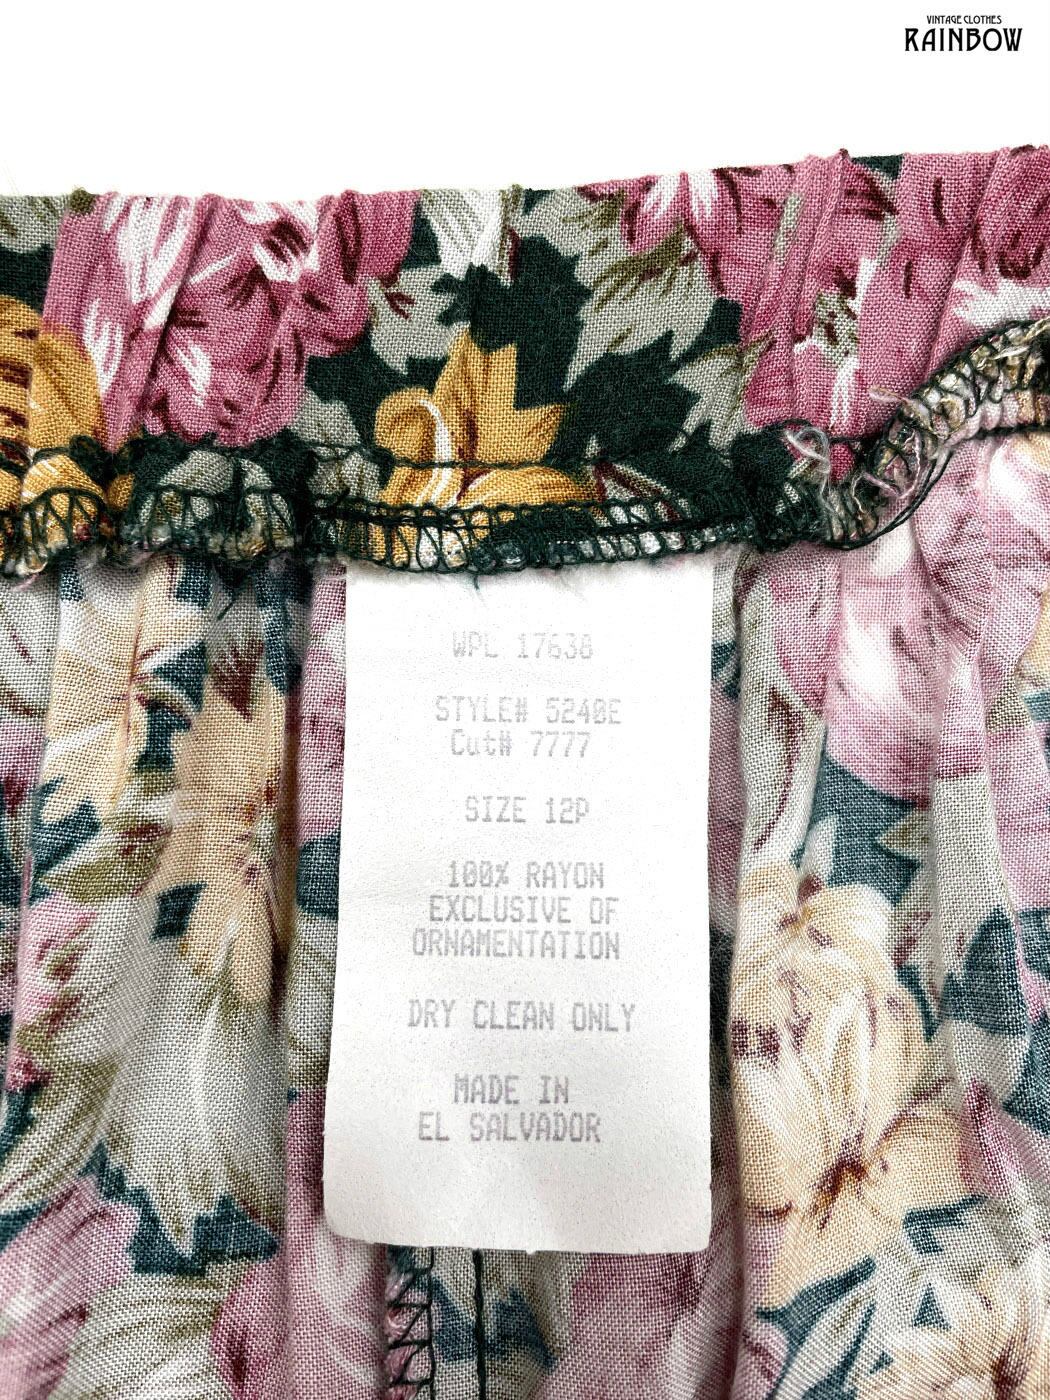 VINTAGE CLOTHES
RAINBOW
WPL 17638
STYLE# 5240E
Cut# 7777
SIZE 12P
100% RAYON
EXCLUSIVE OF
ORNAMENTATION
DRY CLEAN ONLY
MADE IN
EL SALVADOR